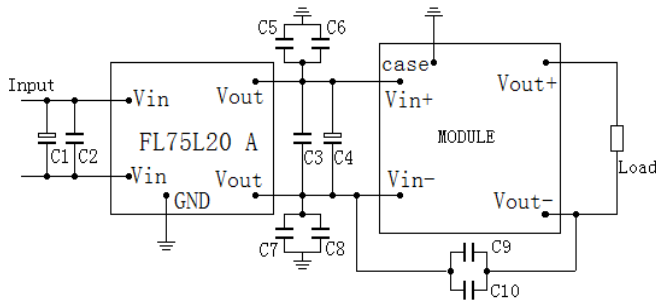 C5 C6
Input
Vin
Vout
case
Vin+
Vout+
C1
C2
FL75L20 A
C3
C4
MODULE
Load
Vin
Vout
GND
Vin-
Vout-
C7
C8
C9
C10